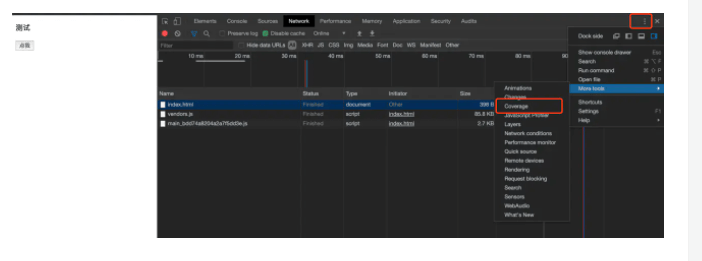 测试
点我
Elements Console Sources Network Performance Memory Application Security Audits
Preserve log Disable cache Online
Filter Hide data URLs All XHR JS CSS Img Media Font Doc WS Manifest Other
10 ms 20 ms 30 ms 40 ms 50 ms 60 ms 70 ms 80 ms 90
Name Status Type Initiator Size
index.html Finished document Other 398 B
vendors.js Finished script index.html 85.8 KB
Finished script index.html 2.7 KB
Dock side
Show console drawer Esc
Search
Run command
Open file
More tools
Shortcuts
Settings F1
Help
Animations
Changes
Coverage
JavaScript Profiler
Layers
Network conditions
Performance monitor
Quick source
Remote devices
Rendering
Request blocking
Search
Sensors
WebAudio
What's New